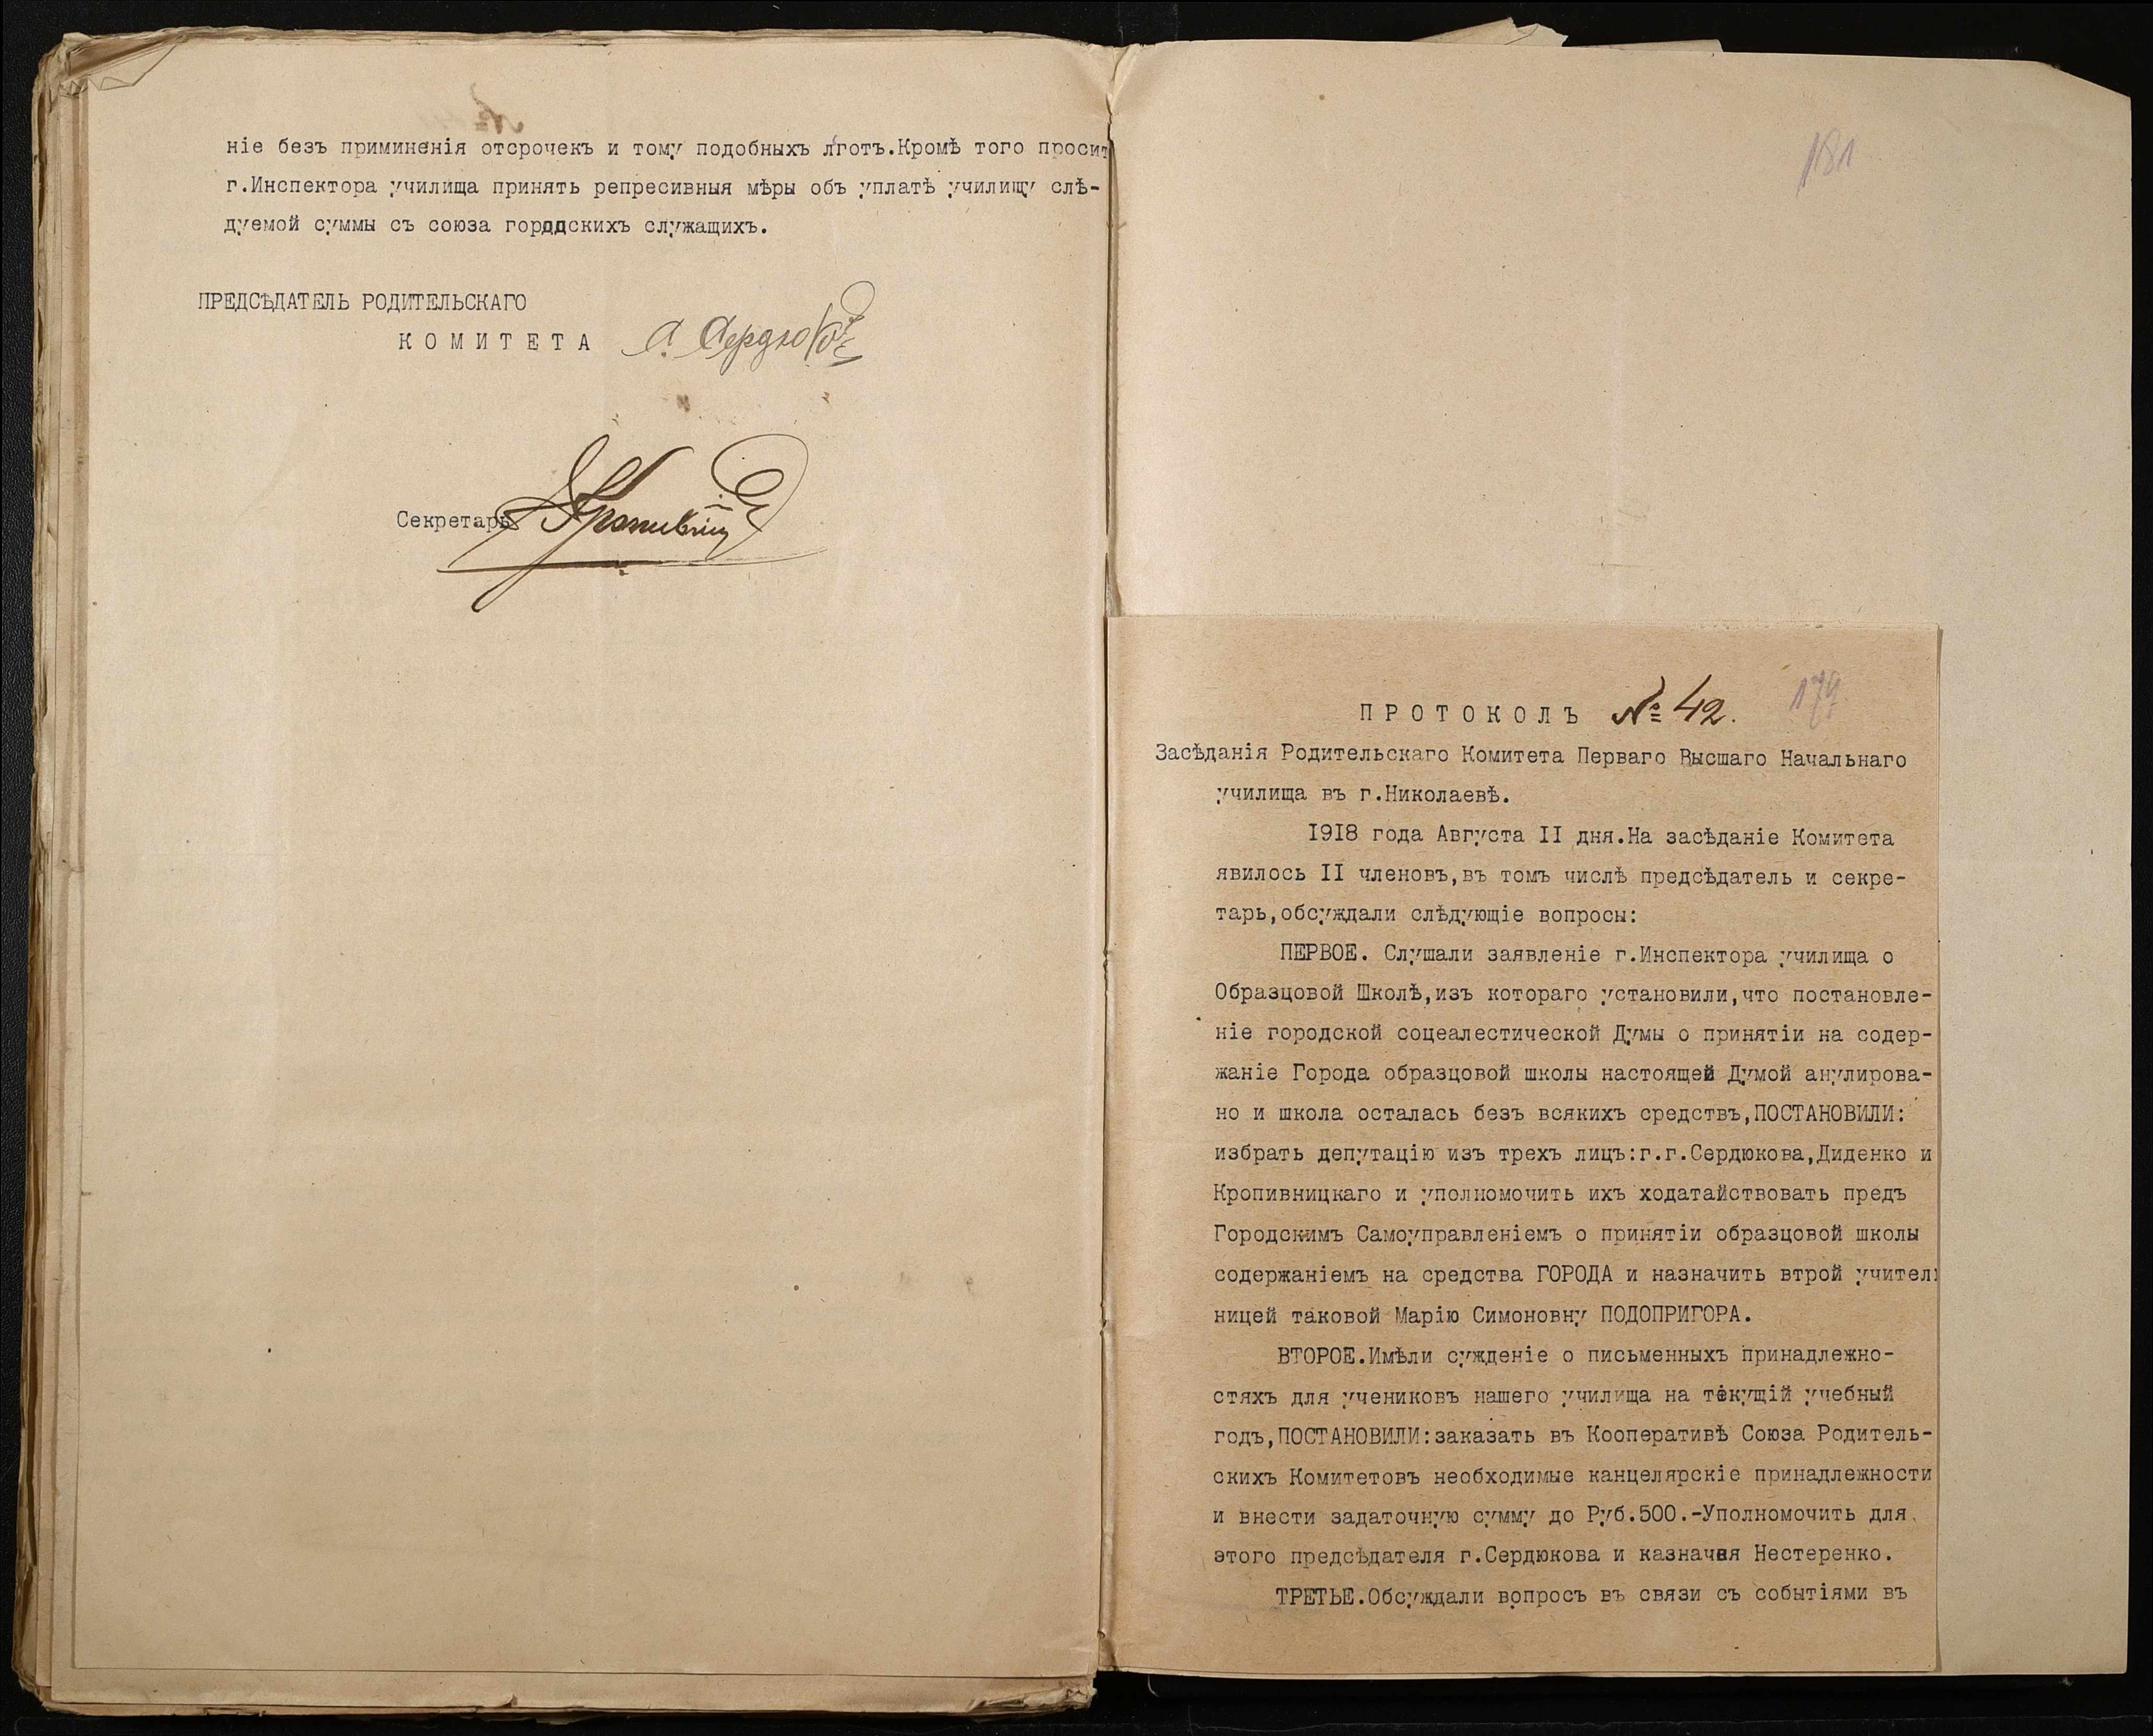 ніе безъ приминенія отсрочекъ и тому подобныхъ лготъ.Кромѣ того просит
г.Инспектора училища принять репресивныя мѣры объ уплатѣ училищу слѣ-
дуемой суммы съ союза городскихъ служащихъ.
ПРЕДСѢДАТЕЛЬ РОДИТЕЛЬСКАГО
КОМИТЕТА А. Сердюковъ
Секретарь
181
179
ПРОТОКОЛЪ № 42.
Засѣданія Родительскаго Комитета Перваго Высшаго Начальнаго
училища въ г.Николаевѣ.
I9I8 года Августа II дня.На засѣданіе Комитета
явилось II членовъ,въ томъ числѣ предсѣдатель и секре-
тарь,обсуждали слѣдующіе вопросы:
ПЕРВОЕ. Слушали заявленіе г.Инспектора училища о
Образцовой Школѣ,изъ котораго установили,что постановле-
ніе городской соцеалестической Думы о принятіи на содер-
жаніе Города образцовой школы настоящей Думой анулирова-
но и школа осталась безъ всякихъ средствъ,ПОСТАНОВИЛИ:
избрать депутацію изъ трехъ лицъ:г.г.Сердюкова,Диденко и
Кропивницкаго и уполномочить ихъ ходатайствовать предъ
Городскимъ Самоуправленіемъ о принятіи образцовой школы
содержаніемъ на средства ГОРОДА и назначить втрой учитель
ницей таковой Марію Симоновну ПОДОПРИГОРА.
ВТОРОЕ.Имѣли сужденіе о письменныхъ принадлежно-
стяхъ для учениковъ нашего училища на текущій учебный
годъ,ПОСТАНОВИЛИ:заказать въ Кооперативѣ Союза Родитель-
скихъ Комитетовъ необходимые канцелярскіе принадлежности
и внести задаточную сумму до Руб.500.-Уполномочить для
этого предсѣдателя г.Сердюкова и казначея Нестеренко.
ТРЕТЬЕ.Обсуждали вопросъ въ связи съ событіями въ